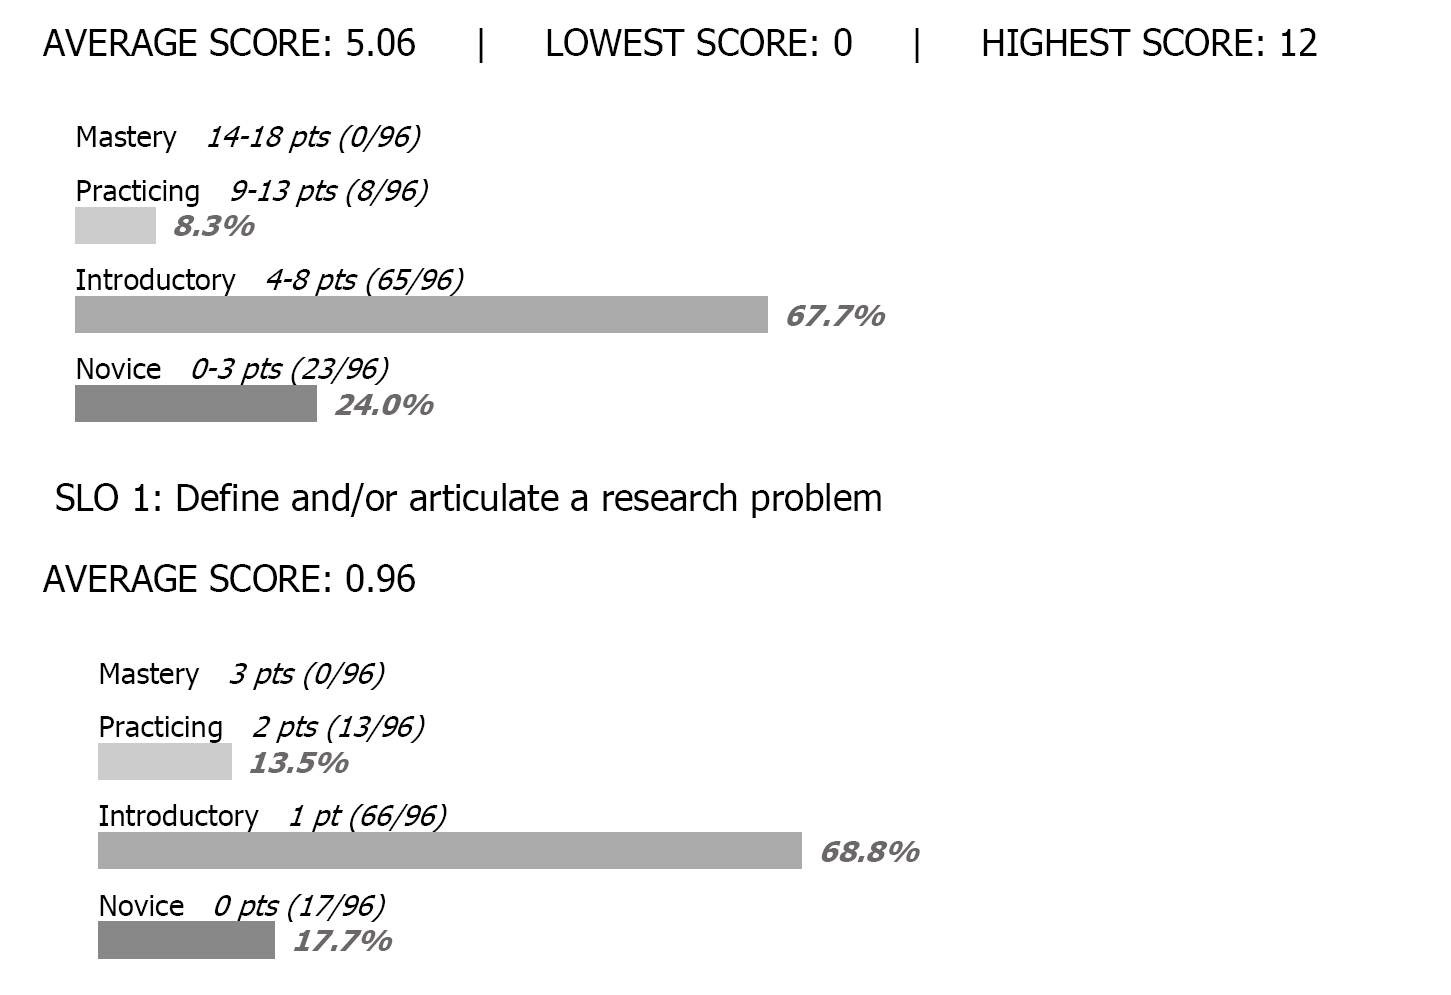 AVERAGE SCORE: 5.06 | LOWEST SCORE: 0 | HIGHEST SCORE: 12
Mastery 14-18 pts (0/96)
Practicing 9-13 pts (8/96)
8.3%
Introductory 4-8 pts (65/96)
67.7%
Novice 0-3 pts (23/96)
24.0%
SLO 1: Define and/or articulate a research problem
AVERAGE SCORE: 0.96
Mastery 3 pts (0/96)
Practicing 2 pts (13/96)
13.5%
Introductory 1 pt (66/96)
68.8%
Novice 0 pts (17/96)
17.7%